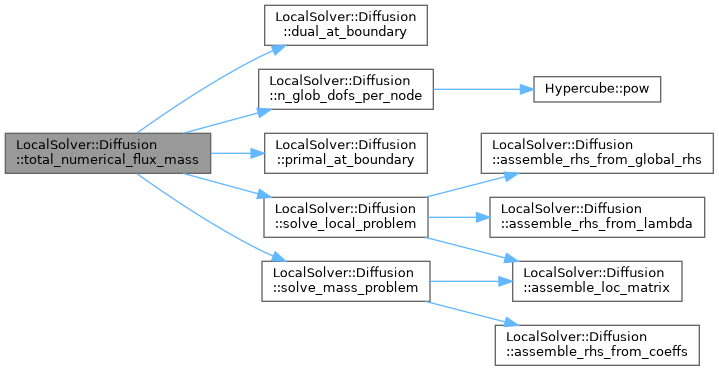 LocalSolver::Diffusion
::total_numerical_flux_mass
LocalSolver::Diffusion
::dual_at_boundary
LocalSolver::Diffusion
::n_glob_dofs_per_node
Hypercube::pow
LocalSolver::Diffusion
::primal_at_boundary
LocalSolver::Diffusion
::solve_local_problem
LocalSolver::Diffusion
::assemble_rhs_from_global_rhs
LocalSolver::Diffusion
::assemble_rhs_from_lambda
LocalSolver::Diffusion
::assemble_loc_matrix
LocalSolver::Diffusion
::solve_mass_problem
LocalSolver::Diffusion
::assemble_rhs_from_coeffs